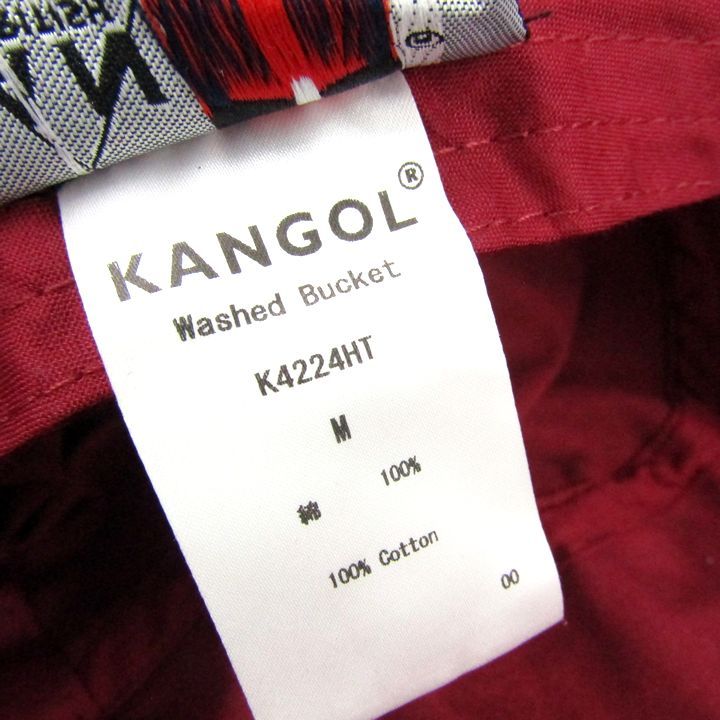 KANGOL®
Washed Bucket
K4224HT
M
綿 100%
100% Cotton
00